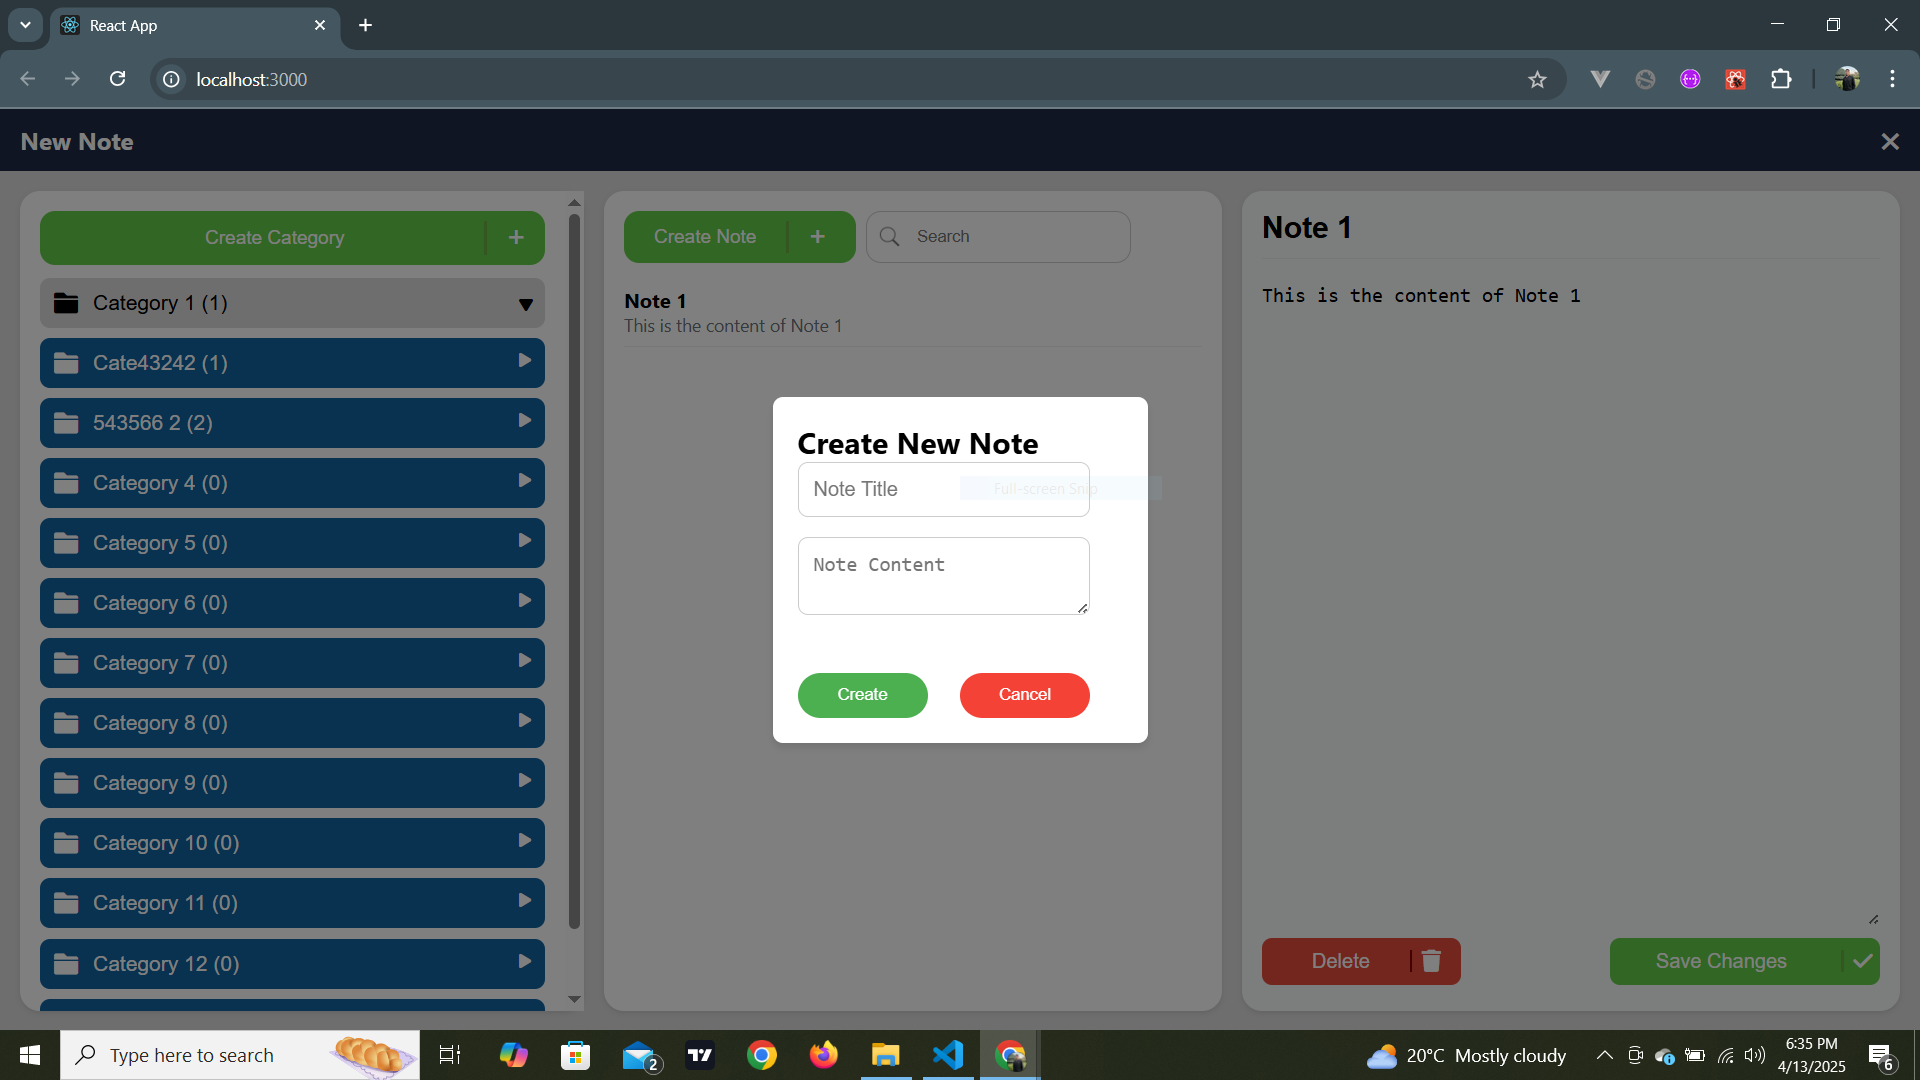 React App
localhost:3000
New Note
Create Category
+
Category 1 (1)
Cate43242 (1)
543566 2 (2)
Category 4 (0)
Category 5 (0)
Category 6 (0)
Category 7 (0)
Category 8 (0)
Category 9 (0)
Category 10 (0)
Category 11 (0)
Category 12 (0)
Create Note +
Search
Note 1
This is the content of Note 1
Create New Note
Note Title
Full-screen Snip
Note Content
Create
Cancel
Note 1
This is the content of Note 1
Delete
Save Changes
Type here to search
2
20°C Mostly cloudy
6:35 PM
4/13/2025
6